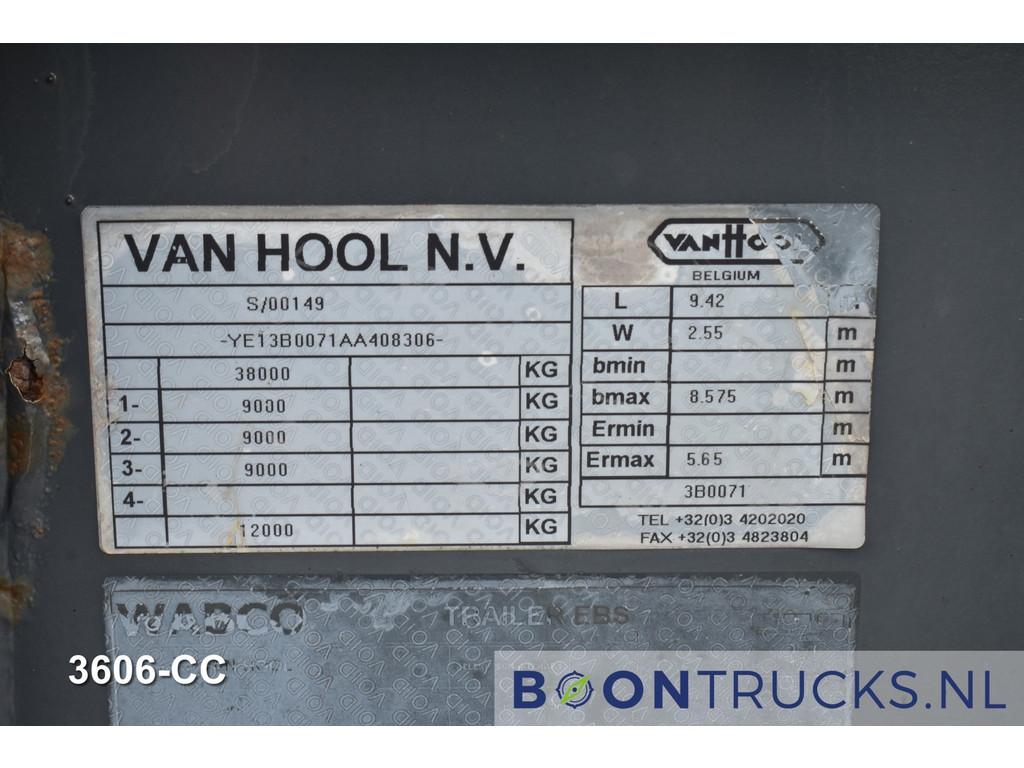 VAN HOOL N.V.
S/00149
-YE13B0071AA408306-
38000 KG
1- 9000 KG
2- 9000 KG
3- 9000 KG
4- KG
12000 KG
VANHOOL
BELGIUM
L 9.42
W 2.55 m
bmin m
bmax 8.575 m
Ermin m
Ermax 5.65 m
3B0071
TEL +32(0)3 4202020
FAX +32(0)3 4823804
WABCO TRAILER EBS
3606-CC
BOONTRUCKS.NL